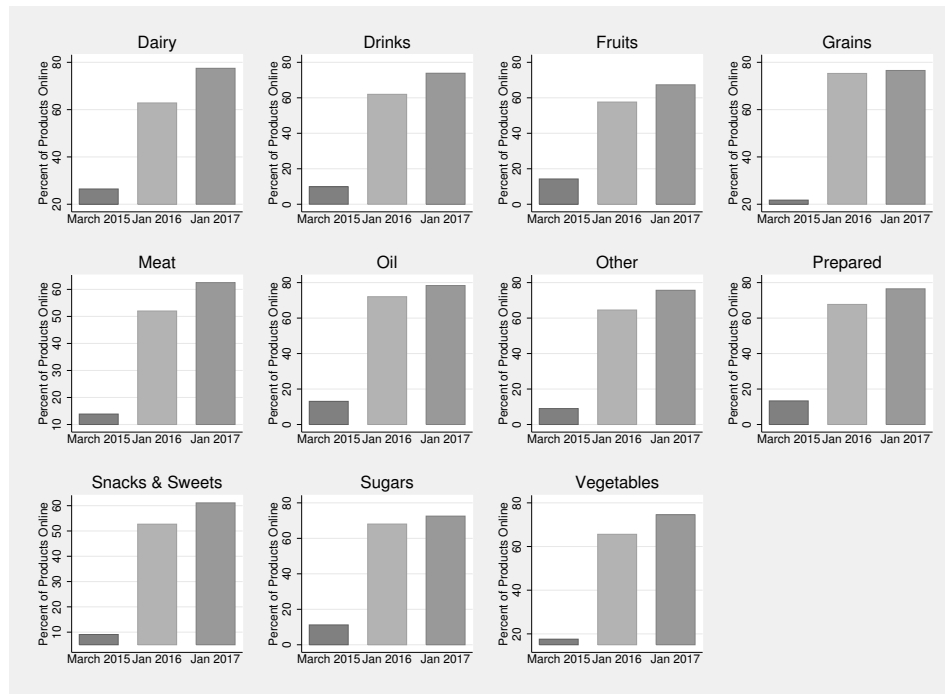 Dairy
Percent of Products Online
80
60
40
20
March 2015 Jan 2016 Jan 2017
Drinks
Percent of Products Online
80
60
40
20
0
March 2015 Jan 2016 Jan 2017
Fruits
Percent of Products Online
80
60
40
20
0
March 2015 Jan 2016 Jan 2017
Grains
Percent of Products Online
80
60
40
20
March 2015 Jan 2016 Jan 2017
Meat
Percent of Products Online
60
50
40
30
20
10
March 2015 Jan 2016 Jan 2017
Oil
Percent of Products Online
80
60
40
20
0
March 2015 Jan 2016 Jan 2017
Other
Percent of Products Online
80
60
40
20
0
March 2015 Jan 2016 Jan 2017
Prepared
Percent of Products Online
80
60
40
20
0
March 2015 Jan 2016 Jan 2017
Snacks & Sweets
Percent of Products Online
60
50
40
30
20
10
March 2015 Jan 2016 Jan 2017
Sugars
Percent of Products Online
80
60
40
20
0
March 2015 Jan 2016 Jan 2017
Vegetables
Percent of Products Online
80
60
40
20
March 2015 Jan 2016 Jan 2017